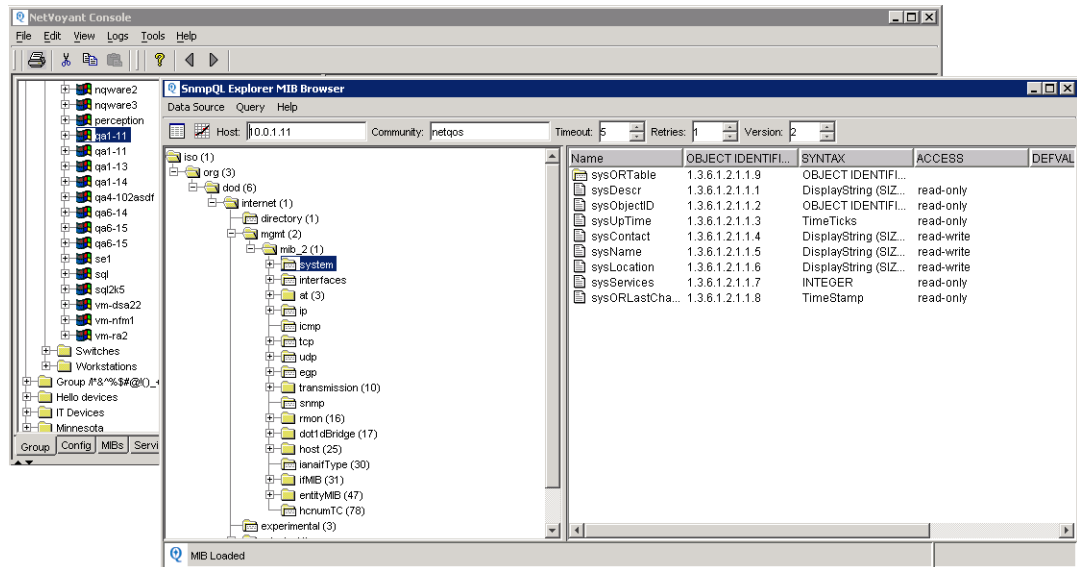 NetVoyant Console
File Edit View Logs Tools Help
nqware2
nqware3
perception
qa1-11
qa1-11
qa1-13
qa1-14
qa4-102asdf
qa6-14
qa6-15
qa6-15
se1
sql
sql2k5
vm-dsa22
vm-nfm1
vm-ra2
Switches
Workstations
Hello devices
IT Devices
Minnesota
Group Config MIBs Servi
SnmpQL Explorer MIB Browser
Data Source Query Help
Host: 10.0.1.11 Community: netqos Timeout: 5 Retries: 1 Version: 2
iso (1)
org (3)
dod (6)
internet (1)
directory (1)
mgmt (2)
mib_2 (1)
system
interfaces
at (3)
ip
icmp
tcp
udp
egp
transmission (10)
snmp
rmon (16)
dot1dBridge (17)
host (25)
ianaifType (30)
ifMIB (31)
entityMIB (47)
hcnumTC (78)
experimental (3)
Name OBJECT IDENTIFI... SYNTAX ACCESS DEFVAL
sysORTable 1.3.6.1.2.1.1.9 OBJECT IDENTIFI...
sysDescr 1.3.6.1.2.1.1.1 DisplayString (SIZ... read-only
sysObjectID 1.3.6.1.2.1.1.2 OBJECT IDENTIFI... read-only
sysUpTime 1.3.6.1.2.1.1.3 TimeTicks read-only
sysContact 1.3.6.1.2.1.1.4 DisplayString (SIZ... read-write
sysName 1.3.6.1.2.1.1.5 DisplayString (SIZ... read-write
sysLocation 1.3.6.1.2.1.1.6 DisplayString (SIZ... read-write
sysServices 1.3.6.1.2.1.1.7 INTEGER read-only
sysORLastCha... 1.3.6.1.2.1.1.8 TimeStamp read-only
MIB Loaded